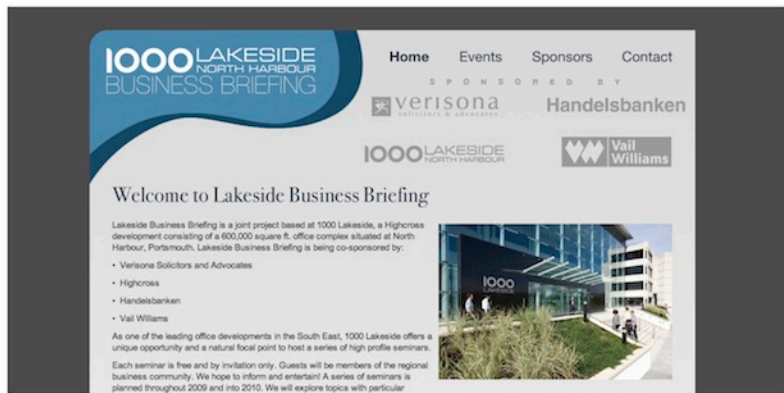 1000 LAKESIDE
NORTH HARBOUR
BUSINESS BRIEFING
Home Events Sponsors Contact
SPONSORED BY
verisona
solicitors & advocates
Handelsbanken
1000 LAKESIDE
NORTH HARBOUR
Vail
Williams
Welcome to Lakeside Business Briefing
Lakeside Business Briefing is a joint project based at 1000 Lakeside, a Highcross
development consisting of a 600,000 square ft. office complex situated at North
Harbour, Portsmouth. Lakeside Business Briefing is being co-sponsored by:
• Verisona Solicitors and Advocates
• Highcross
• Handelsbanken
• Vail Williams
As one of the leading office developments in the South East, 1000 Lakeside offers a
unique opportunity and a natural focal point to host a series of high profile seminars.
Each seminar is free and by invitation only. Guests will be members of the regional
business community. We hope to inform and entertain! A series of seminars is
planned throughout 2009 and into 2010. We will explore topics with particular
1000
LAKESIDE